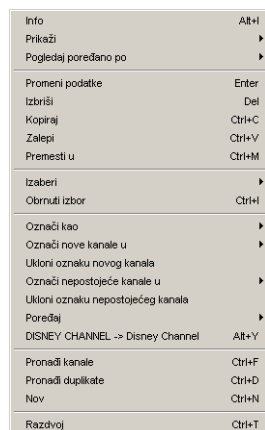 Info Alt+I
Prikaži
Pogledaj poređano po
Promeni podatke Enter
Izbriši Del
Kopiraj Ctrl+C
Zalepi Ctrl+V
Premesti u Ctrl+M
Izaberi
Obrnuti izbor Ctrl+I
Označi kao
Označi nove kanale u
Ukloni oznaku novog kanala
Označi nepostojeće kanale u
Ukloni oznaku nepostojećeg kanala
Poređaj
DISNEY CHANNEL -> Disney Channel Alt+Y
Pronađi kanale Ctrl+F
Pronađi duplikate Ctrl+D
Nov Ctrl+N
Razdvoj Ctrl+T